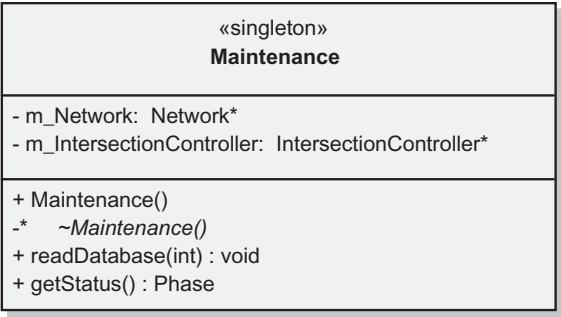 «singleton»
Maintenance
- m_Network: Network*
- m_IntersectionController: IntersectionController*
+ Maintenance()
-* ~Maintenance()
+ readDatabase(int) : void
+ getStatus() : Phase